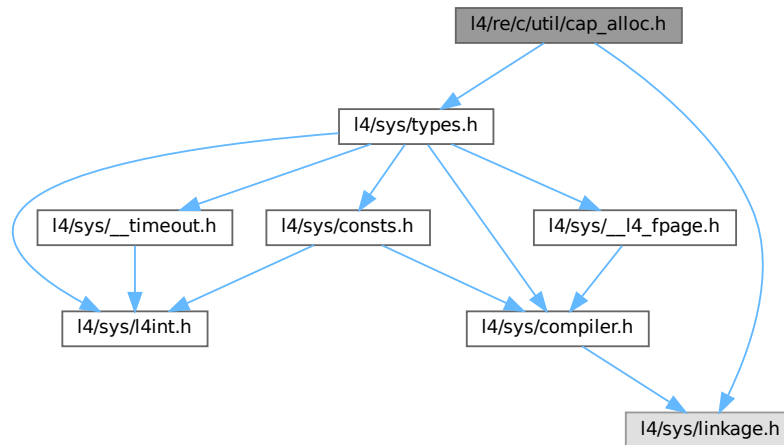 l4/re/c/util/cap_alloc.h
l4/sys/types.h
l4/sys/__timeout.h
l4/sys/consts.h
l4/sys/__l4_fpage.h
l4/sys/l4int.h
l4/sys/compiler.h
l4/sys/linkage.h